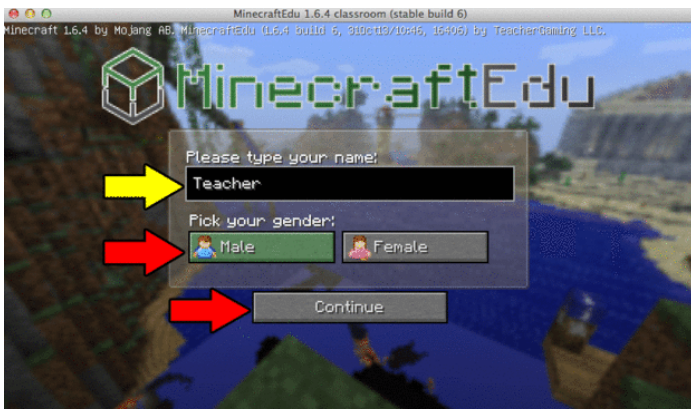 MinecraftEdu 1.6.4 classroom (stable build 6)
Minecraft 1.6.4 by Mojang AB. MinecraftEdu (1.6.4 build 6, 31Oct13/10:46, 16406) by TeacherGaming LLC.
MinecraftEdu
Please type your name:
Teacher
Pick your gender:
Male Female
Continue